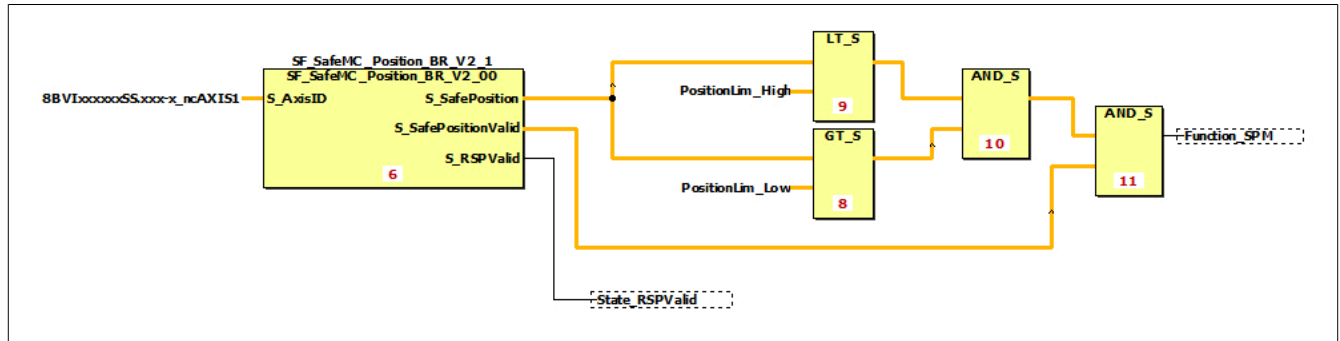 SF_SafeMC_Position_BR_V2_1
SF_SafeMC_Position_BR_V2_00
8BVIxxxxxxSS.xxx-x_ncAXIS1
S_AxisID
S_SafePosition
S_SafePositionValid
S_RSPValid
6
LT_S
PositionLim_High
9
GT_S
PositionLim_Low
8
AND_S
10
AND_S
11
Function_SPM
State_RSPValid